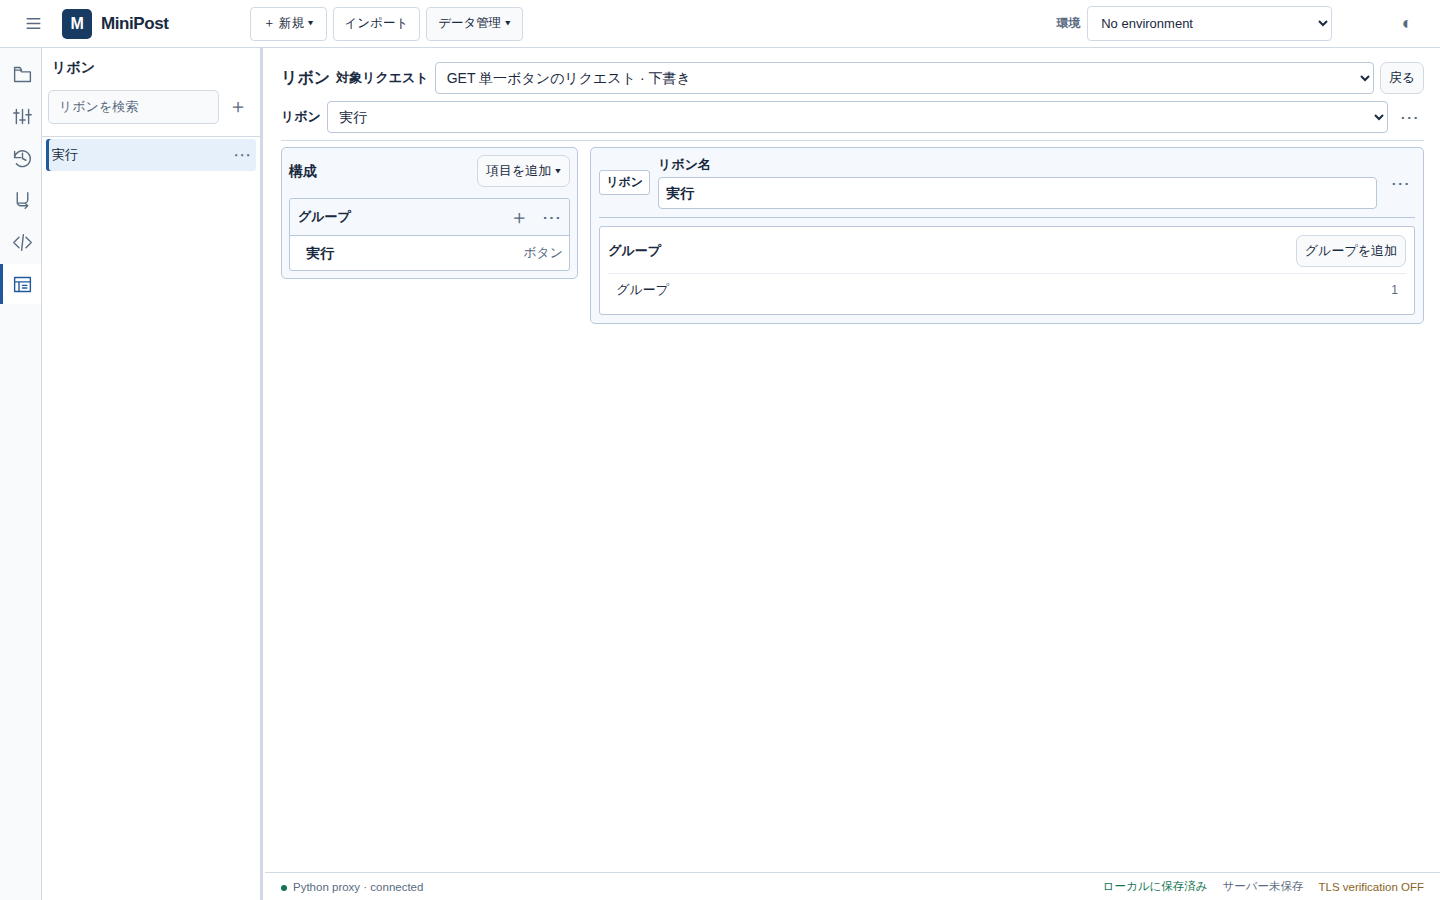 M MiniPost ＋ 新規 ▾ インポート データ管理 ▾ 環境 No environment
リボン
リボンを検索 ＋
実行 ···
リボン 対象リクエスト GET 単一ボタンのリクエスト · 下書き 戻る
リボン 実行 ···
構成 項目を追加 ▾
グループ ＋ ···
実行 ボタン
リボン リボン名 ···
実行
グループ グループを追加
グループ 1
Python proxy · connected ローカルに保存済み サーバー未保存 TLS verification OFF